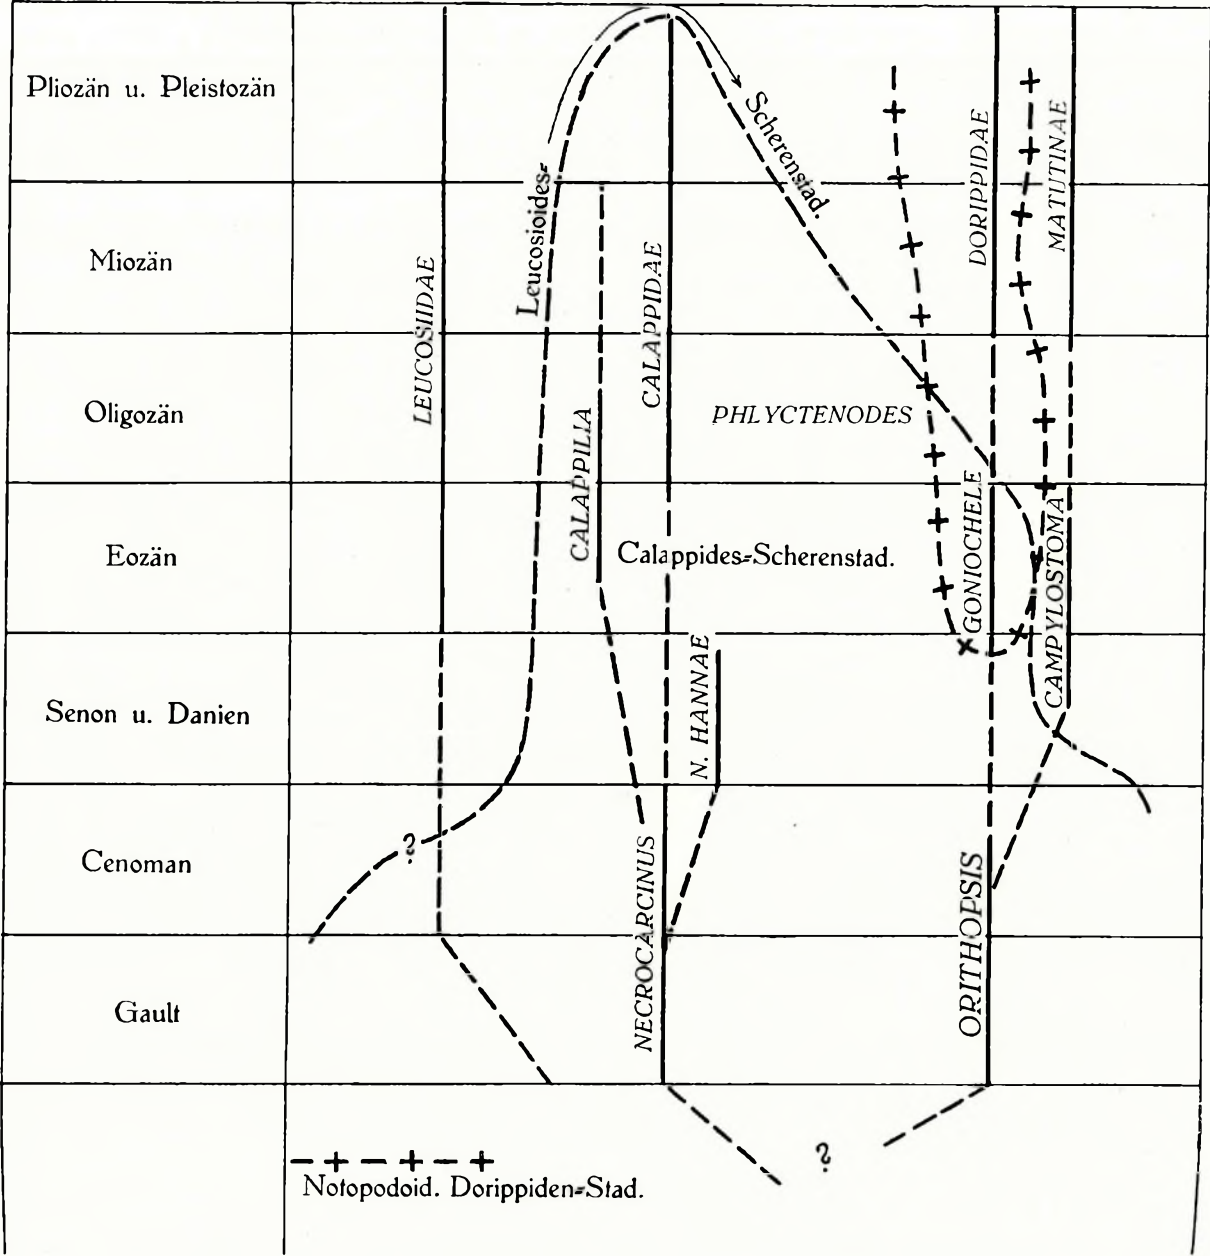 Pliozän u. Pleistozän
Miozän
Oligozän
Eozän
Senon u. Danien
Cenoman
Gault
LEUCOSIIDAE
Leucosioides=
Scherenstad.
CALAPPILIA
CALAPPIDAE
PHLYCTENODES
DORIPPIDAE
MATUTINAE
Calappides=Scherenstad.
GONIOCHELE
CAMPYLOSTOMA
N. HANNAE
?
NECROCARCINUS
ORITHOPSIS
?
Notopodoid. Dorippiden=Stad.